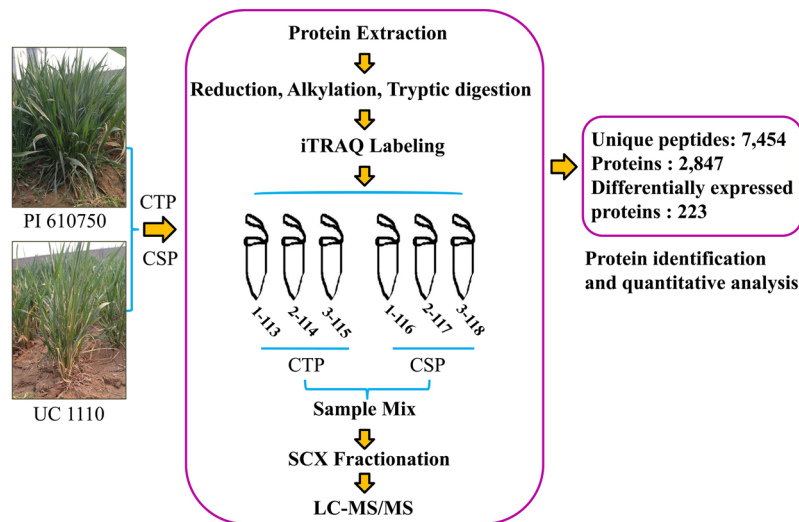 PI 610750
UC 1110
CTP
CSP
Protein Extraction
Reduction, Alkylation, Tryptic digestion
iTRAQ Labeling
1-113
2-114
3-115
1-116
2-117
3-118
CTP
CSP
Sample Mix
SCX Fractionation
LC-MS/MS
Unique peptides: 7,454
Proteins : 2,847
Differentially expressed
proteins : 223
Protein identification
and quantitative analysis